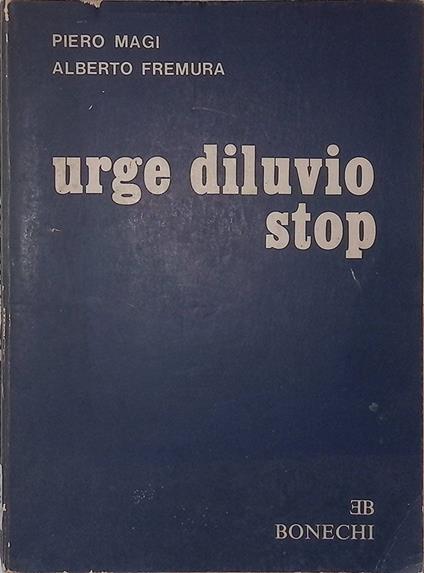 PIERO MAGI
ALBERTO FREMURA
urge diluvio
stop
EB
BONECHI